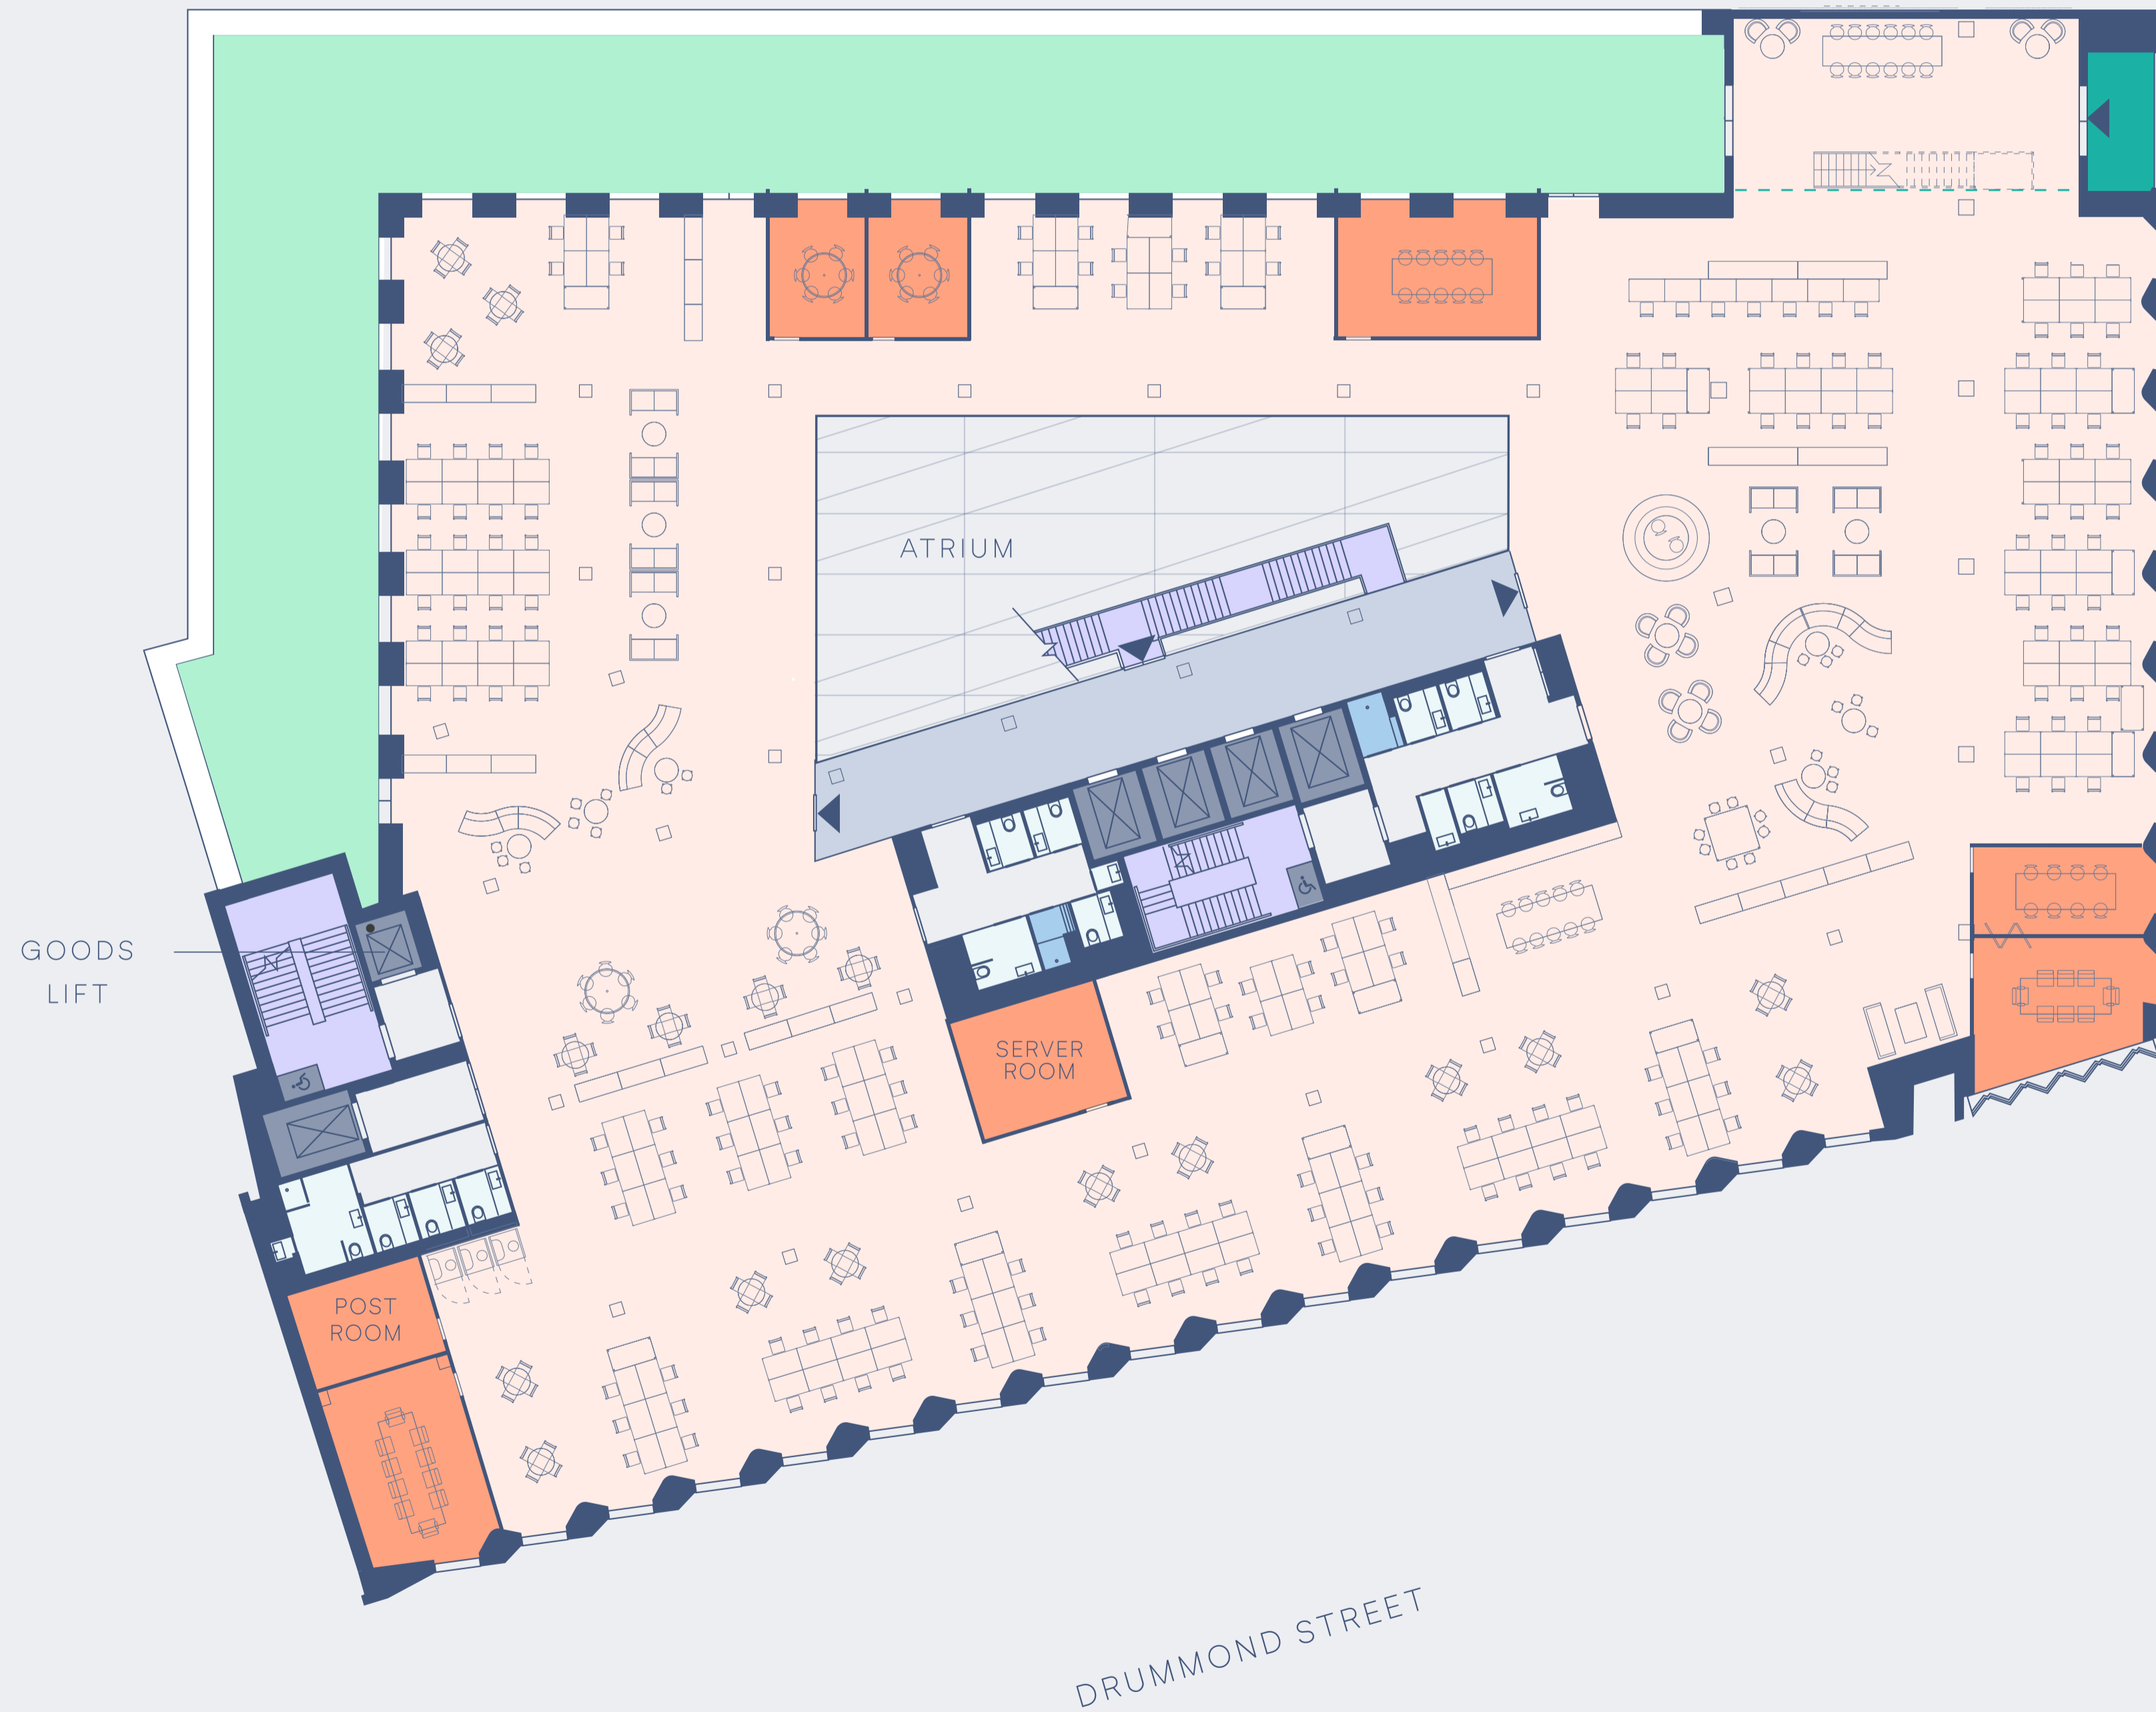 ATRIUM
GOODS
LIFT
SERVER
ROOM
POST
ROOM
DRUMMOND STREET